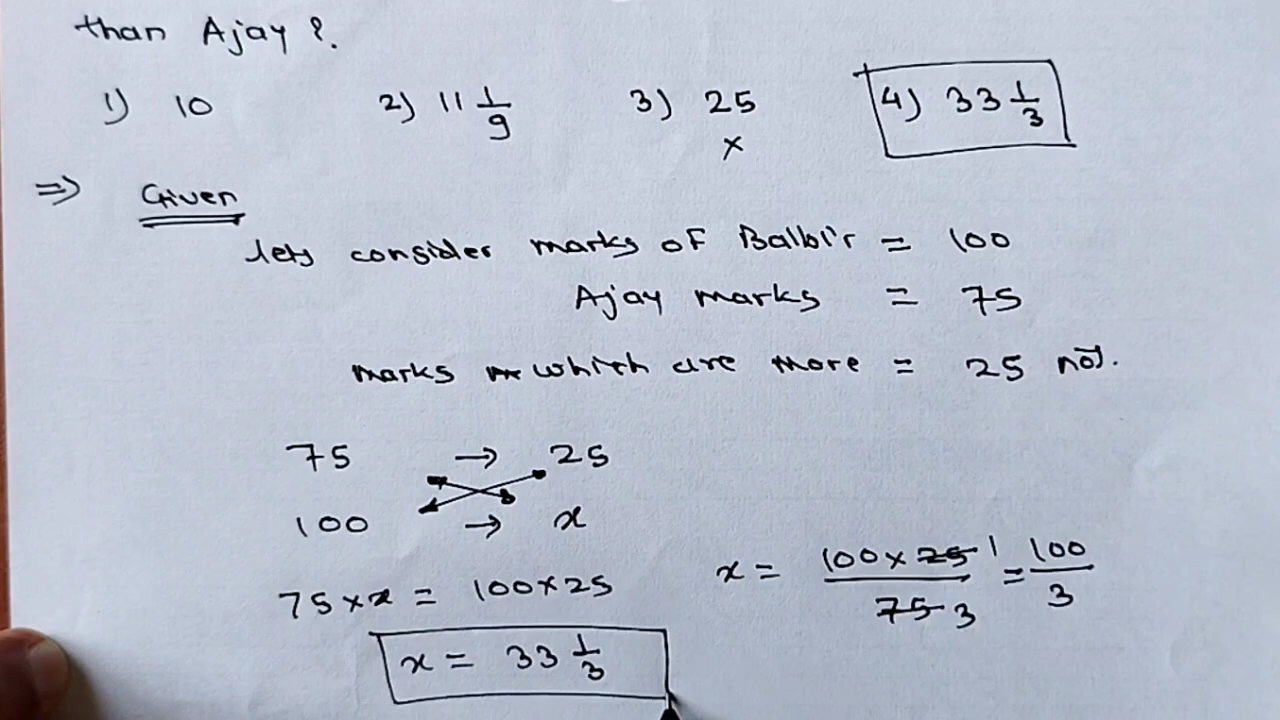 than Ajay ?.
1) 10 2) 11 1/9 3) 25 4) 33 1/3
x
=> Given
lets consider marks of Balbir = 100
Ajay marks = 75
marks which are more = 25
75 → 25
100 → x
75 × x = 100 × 25
x = 100 × 25 1 / 75 3 = 100 / 3
x = 33 1/3